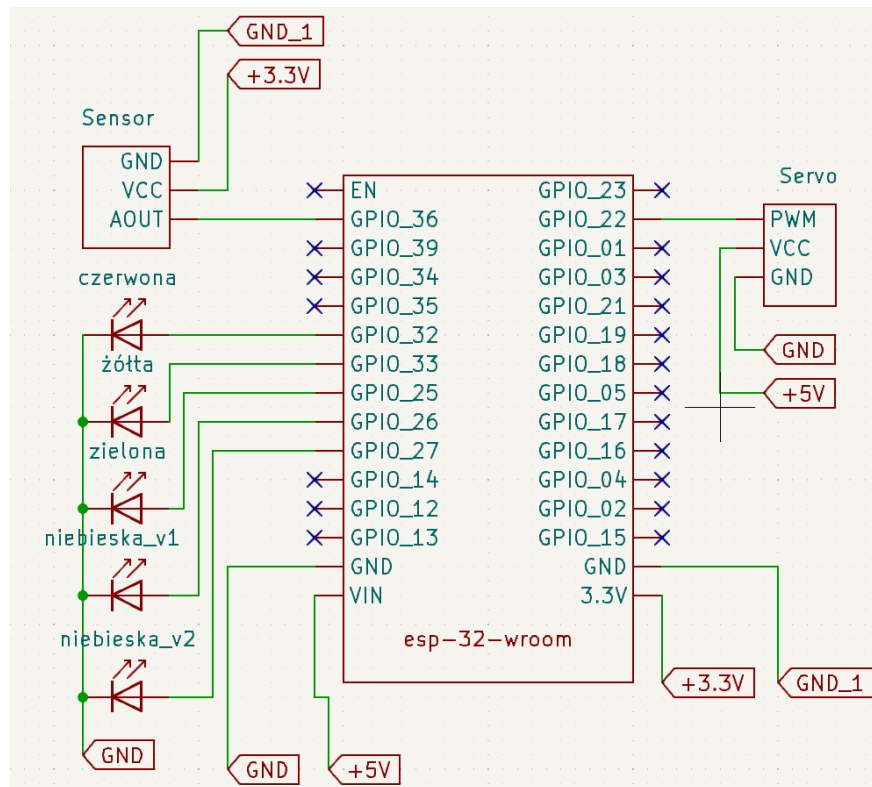 GND_1
+3.3V
Sensor
GND
VCC
AOUT
czerwona
żółta
zielona
niebieska_v1
niebieska_v2
GND
EN
GPIO_36
GPIO_39
GPIO_34
GPIO_35
GPIO_32
GPIO_33
GPIO_25
GPIO_26
GPIO_27
GPIO_14
GPIO_12
GPIO_13
GND
VIN
GPIO_23
GPIO_22
GPIO_01
GPIO_03
GPIO_21
GPIO_19
GPIO_18
GPIO_05
GPIO_17
GPIO_16
GPIO_04
GPIO_02
GPIO_15
GND
3.3V
esp-32-wroom
GND
+5V
Servo
PWM
VCC
GND
GND
+5V
+3.3V
GND_1